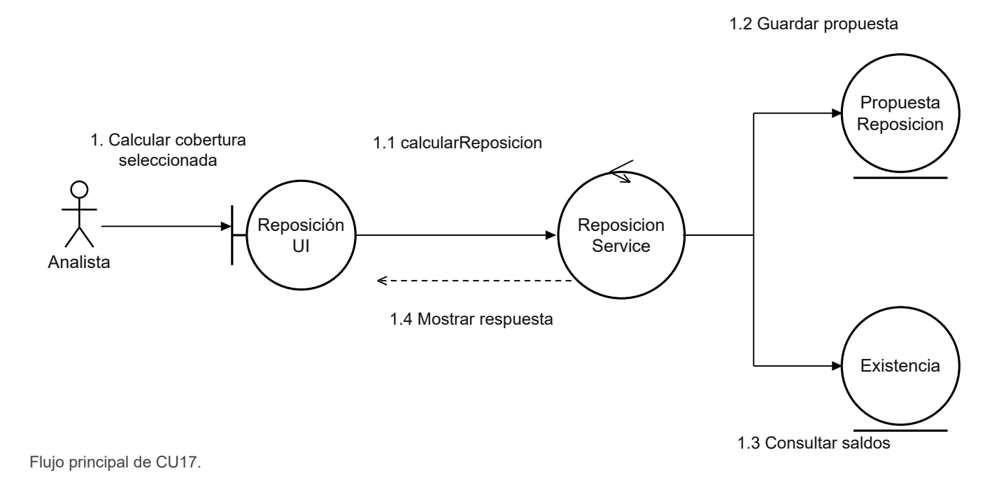 1.2 Guardar propuesta
Propuesta
Reposicion
1. Calcular cobertura
seleccionada
1.1 calcularReposicion
Reposición
UI
Reposicion
Service
Analista
1.4 Mostrar respuesta
Existencia
1.3 Consultar saldos
Flujo principal de CU17.